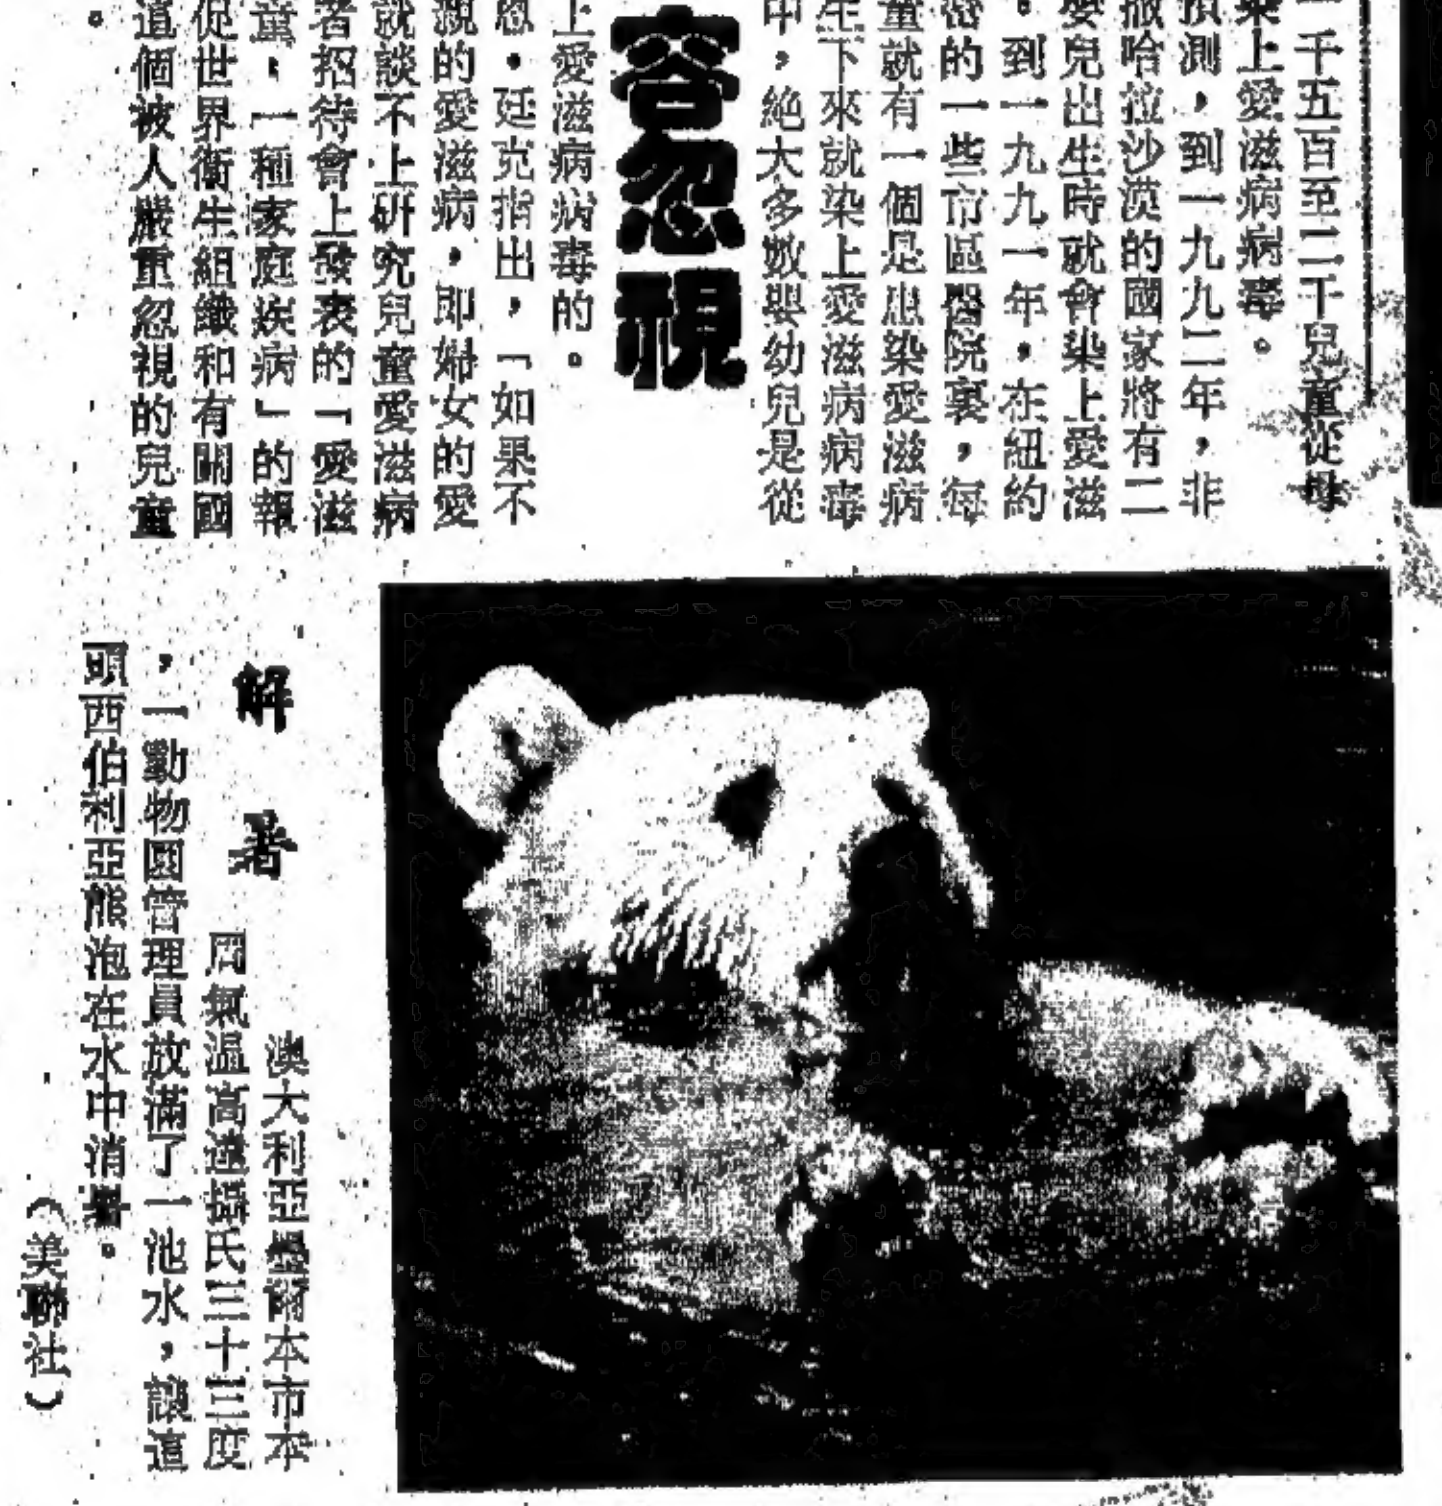 一千五百至二千兒童從母
染上愛滋病病毒。
預測，到一九九二年，非
撒哈拉沙漠的國家將有二
嬰兒出生時就會染上愛滋
。到一九九一年，在紐約
的一些市區醫院裏，每
童就有一個是患染愛滋病
生下來就染上愛滋病病毒
中，絕大多數嬰幼兒是從
容忽視
上愛滋病病毒的。
恩·廷克指出，「如果不
親的愛滋病，即婦女的愛
就談不上研究兒童愛滋病
者招待會上發表的「愛滋
童，一種家庭疾病」的報
促世界衞生組織和有關國
這個被人嚴重忽視的兒童
。
解暑
澳大利亞墨爾本市本
周氣溫高達攝氏三十三度
，一動物園管理員放滿了一池水，讓這
頭西伯利亞熊泡在水中消暑。
（美聯社）